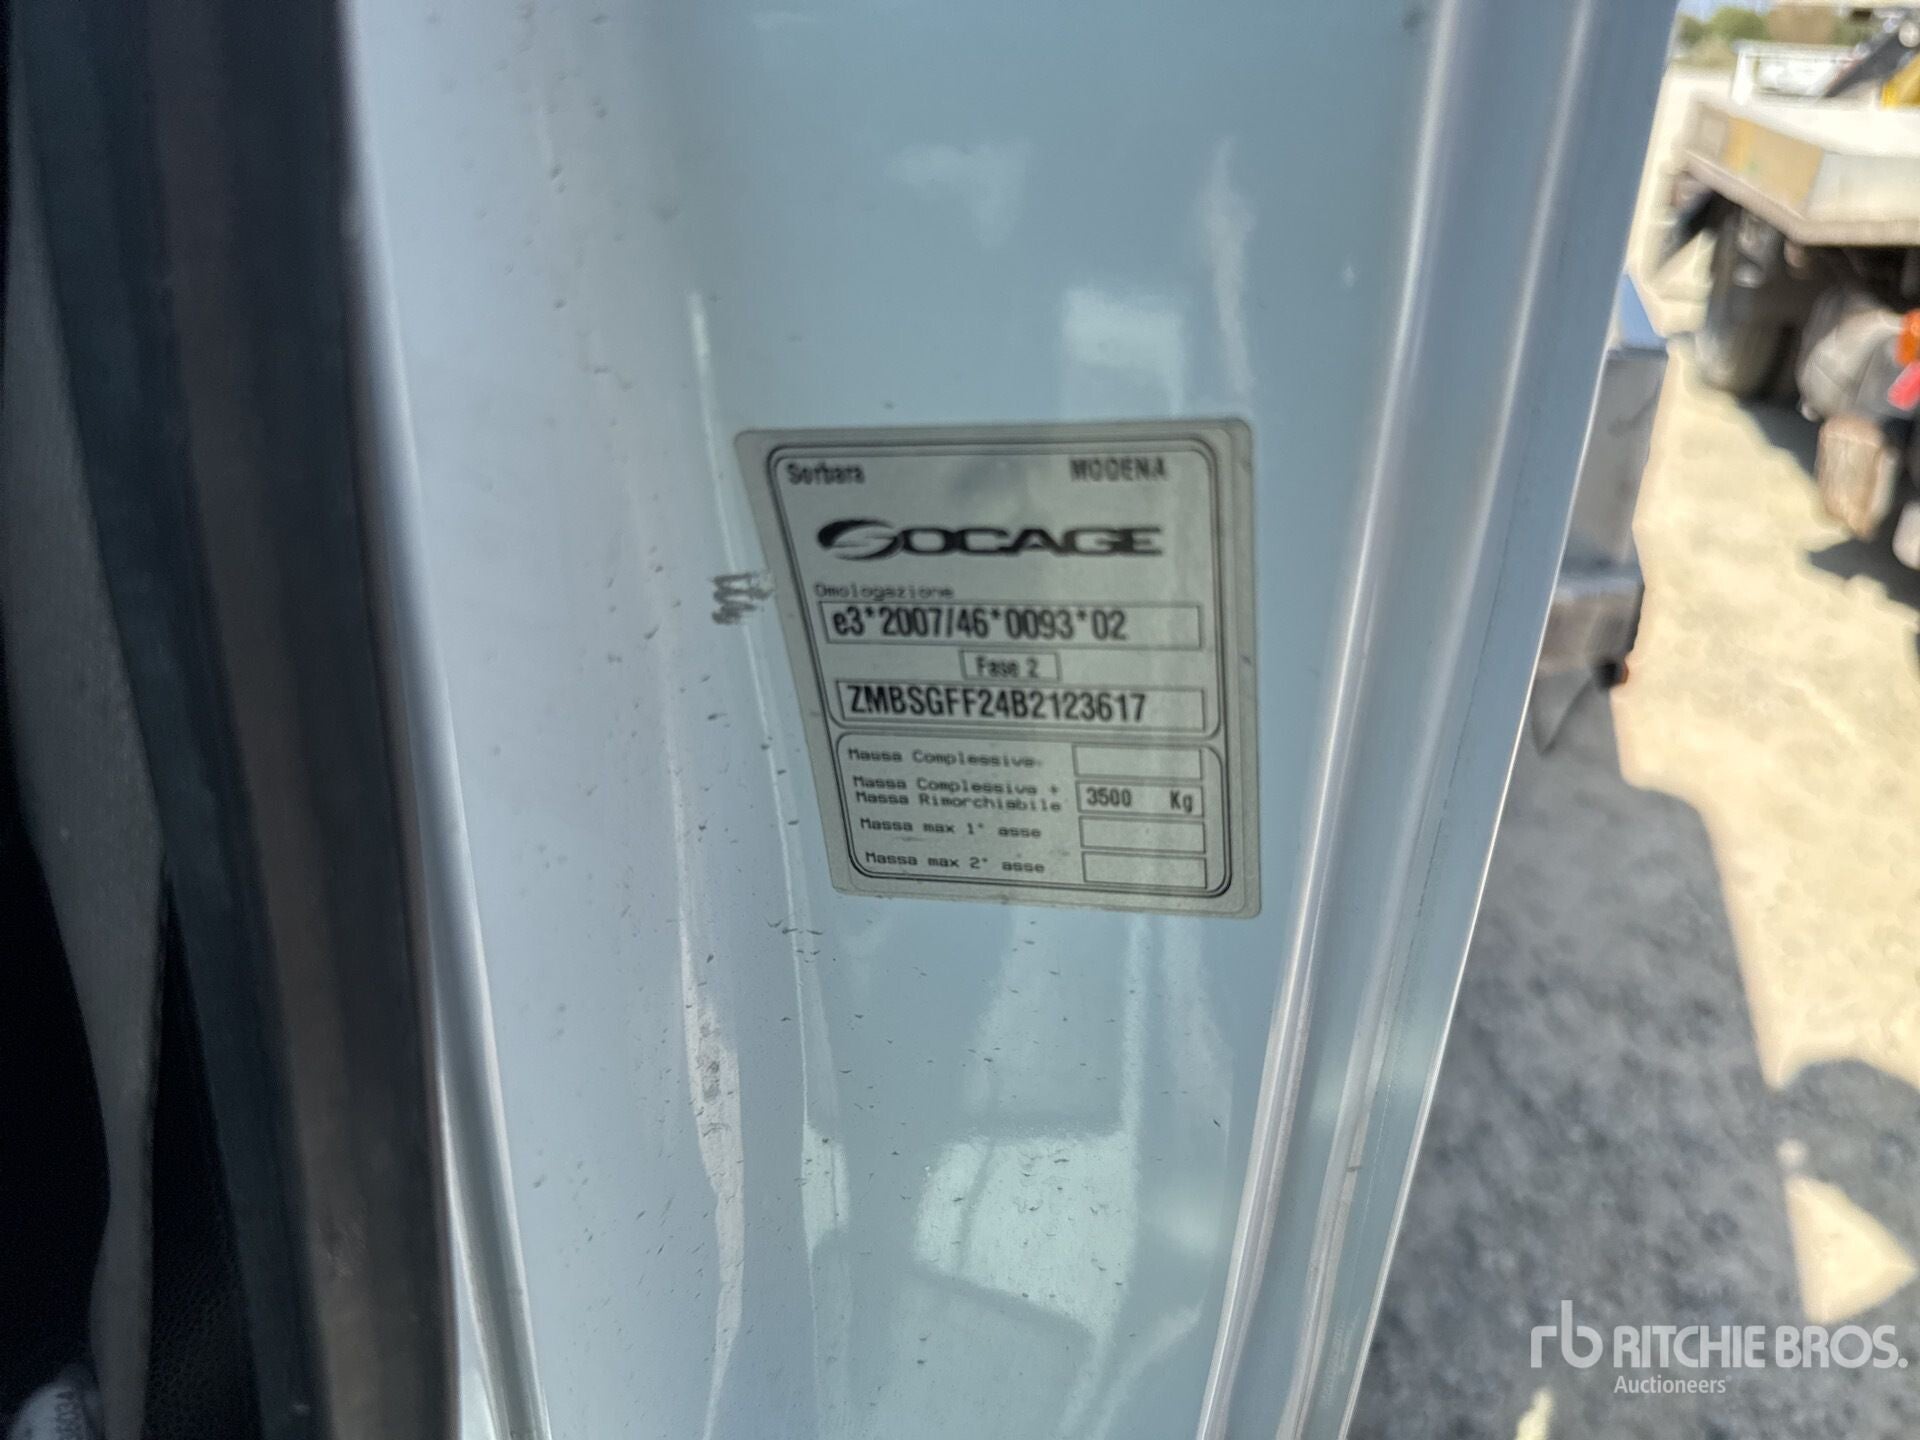 Sorbara MODENA
SOCAGE
Omologazione
e3*2007/46*0093*02
Fase 2
ZMBSGFF24B2123617
Massa Complessiva
Massa Complessiva +
Massa Rimorchiabile 3500 Kg
Massa max 1° asse
Massa max 2° asse
rb RITCHIE BROS.
Auctioneers